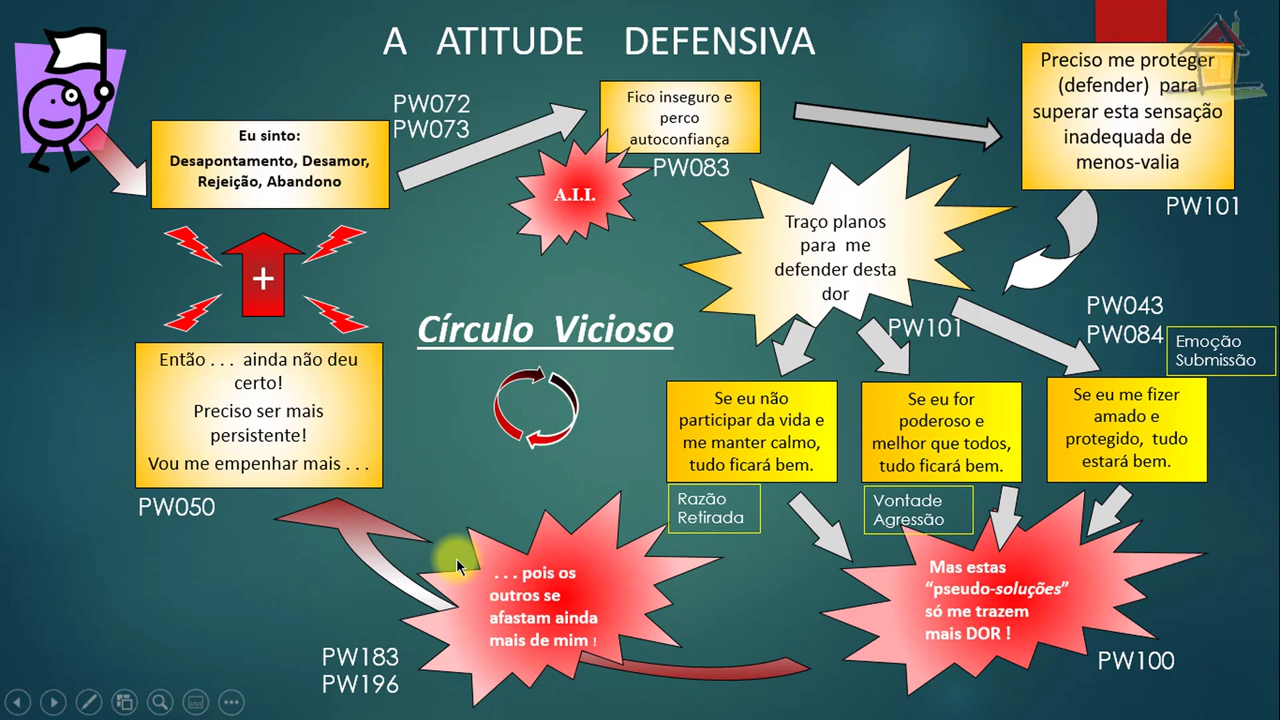 A ATITUDE DEFENSIVA
Eu sinto:
Desapontamento, Desamor,
Rejeição, Abandono
PW072
PW073
Fico inseguro e
perco
autoconfiança
PW083
A.I.I.
Preciso me proteger
(defender) para
superar esta sensação
inadequada de
menos-valia
PW101
Traço planos
para me
defender desta
dor
PW101
PW043
PW084
Emoção
Submissão
Se eu não
participar da vida e
me manter calmo,
tudo ficará bem.
Razão
Retirada
Se eu for
poderoso e
melhor que todos,
tudo ficará bem.
Vontade
Agressão
Se eu me fizer
amado e
protegido, tudo
estará bem.
Mas estas
“pseudo-soluções”
só me trazem
mais DOR !
PW100
. . . pois os
outros se
afastam ainda
mais de mim !
PW183
PW196
Então . . . ainda não deu
certo!
Preciso ser mais
persistente!
Vou me empenhar mais . . .
PW050
+
Círculo Vicioso